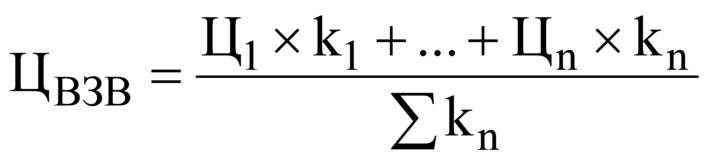 Ц_ВЗВ = (Ц_1 × k_1 + ... + Ц_n × k_n) / ∑k_n